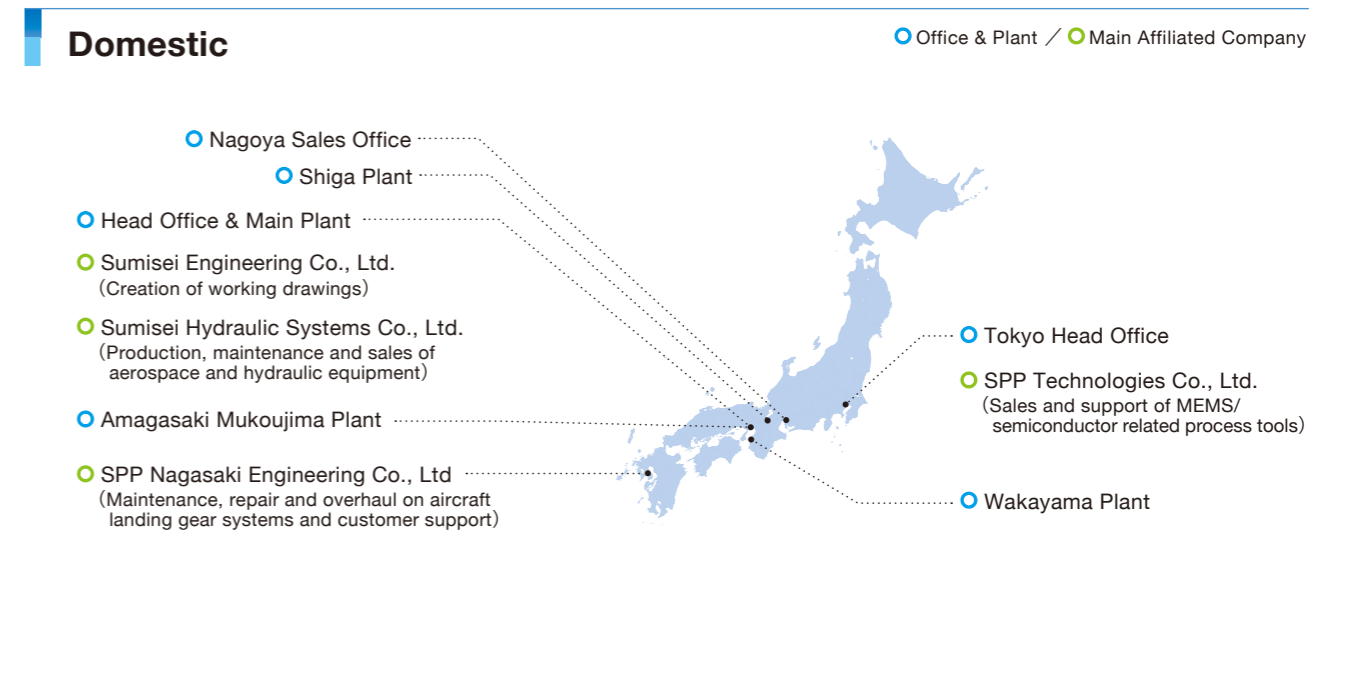 Domestic
Office & Plant ／ Main Affiliated Company
Nagoya Sales Office
Shiga Plant
Head Office & Main Plant
Sumisei Engineering Co., Ltd.
（Creation of working drawings）
Sumisei Hydraulic Systems Co., Ltd.
（Production, maintenance and sales of
aerospace and hydraulic equipment）
Amagasaki Mukoujima Plant
SPP Nagasaki Engineering Co., Ltd
（Maintenance, repair and overhaul on aircraft
landing gear systems and customer support）
Tokyo Head Office
SPP Technologies Co., Ltd.
（Sales and support of MEMS/
semiconductor related process tools）
Wakayama Plant